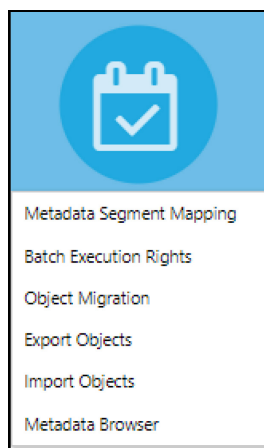 Metadata Segment Mapping
Batch Execution Rights
Object Migration
Export Objects
Import Objects
Metadata Browser